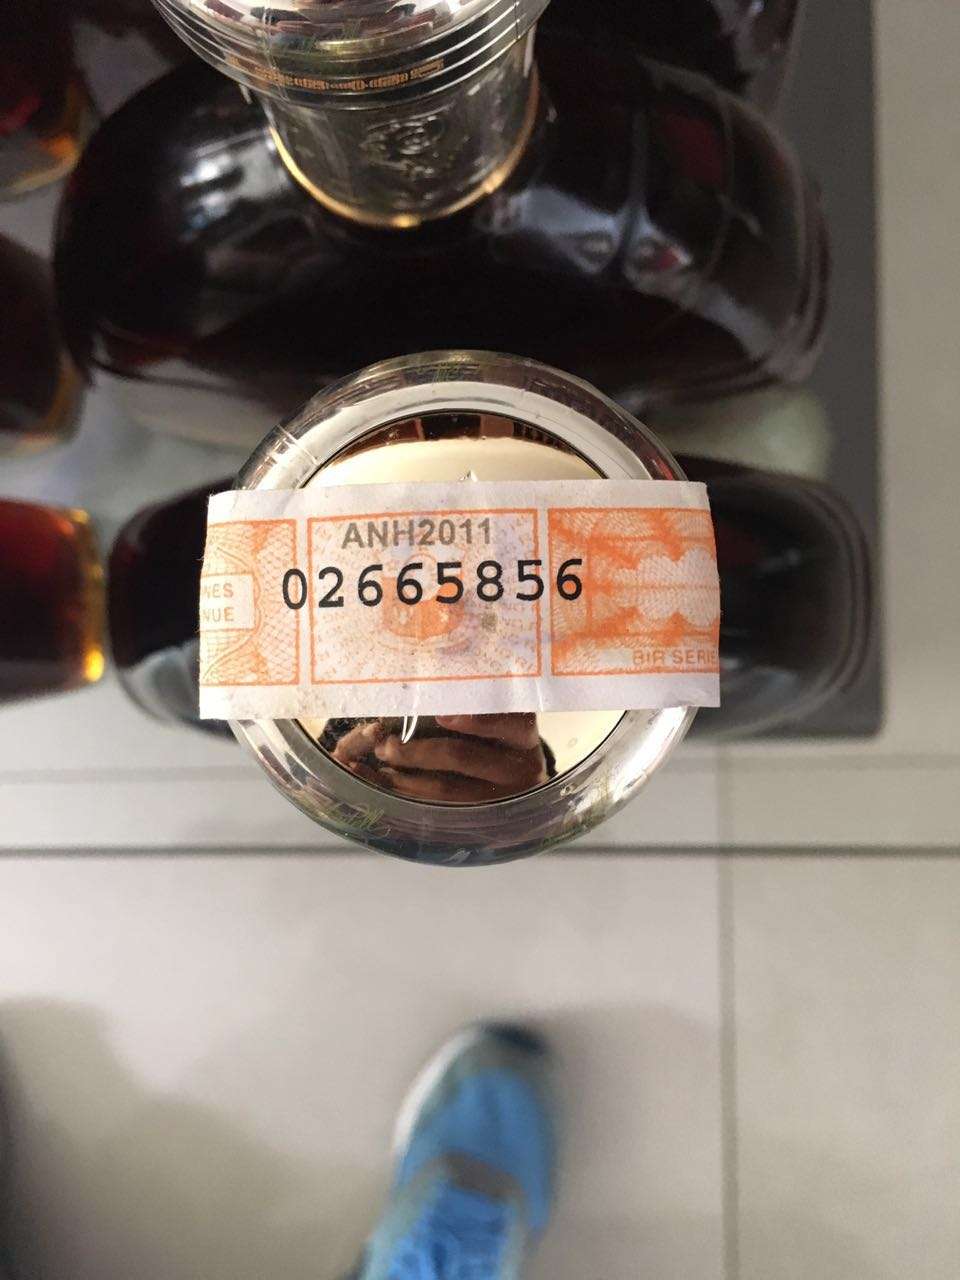 ANH2011
02665856
NES
NUE
BIR SERIE